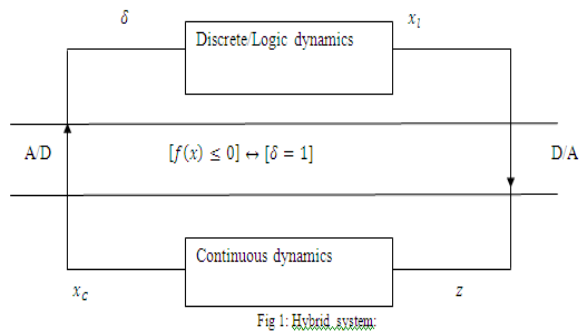 δ
x_l
Discrete/Logic dynamics
A/D
[f(x) ≤ 0] ↔ [δ = 1]
D/A
Continuous dynamics
x_C
z
Fig 1: Hybrid system: